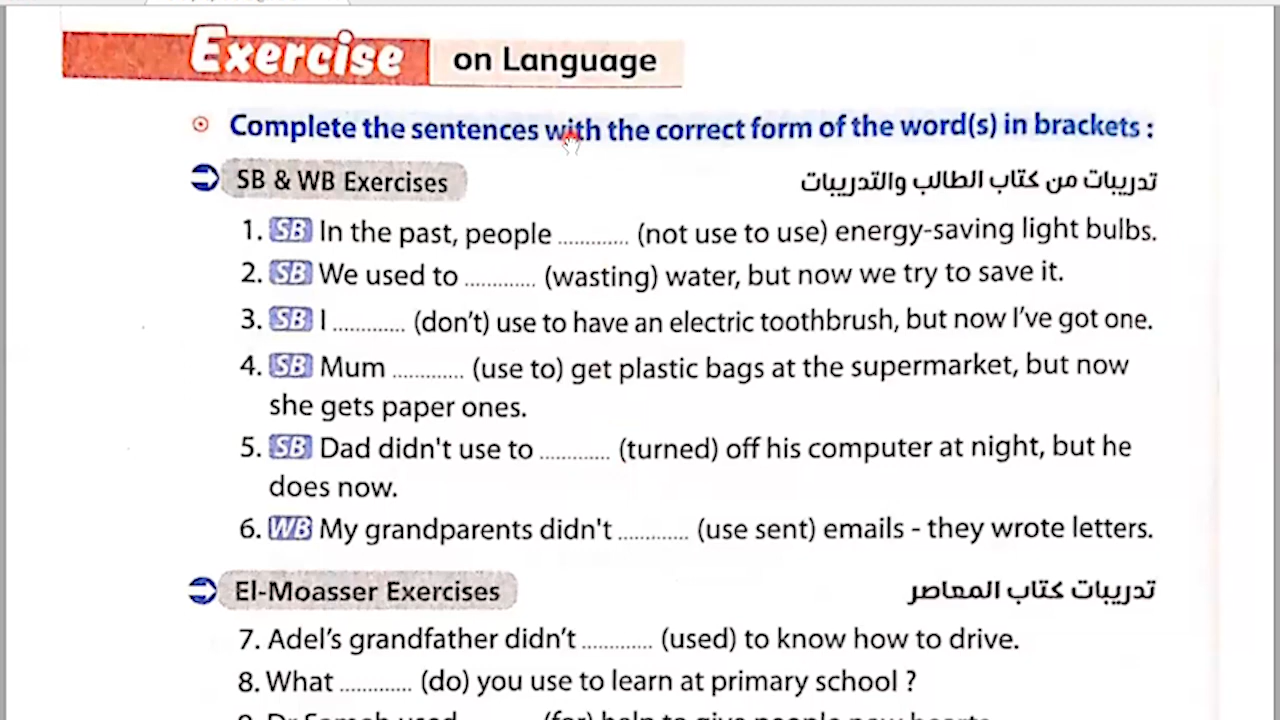 Exercise on Language
Complete the sentences with the correct form of the word(s) in brackets :
SB & WB Exercises تدريبات من كتاب الطالب والتدريبات
1. SB In the past, people ............ (not use to use) energy-saving light bulbs.
2. SB We used to ............ (wasting) water, but now we try to save it.
3. SB I ............ (don't) use to have an electric toothbrush, but now I've got one.
4. SB Mum ............ (use to) get plastic bags at the supermarket, but now
she gets paper ones.
5. SB Dad didn't use to ............ (turned) off his computer at night, but he
does now.
6. WB My grandparents didn't ............ (use sent) emails - they wrote letters.
El-Moasser Exercises تدريبات كتاب المعاصر
7. Adel's grandfather didn't ............ (used) to know how to drive.
8. What ............ (do) you use to learn at primary school ?